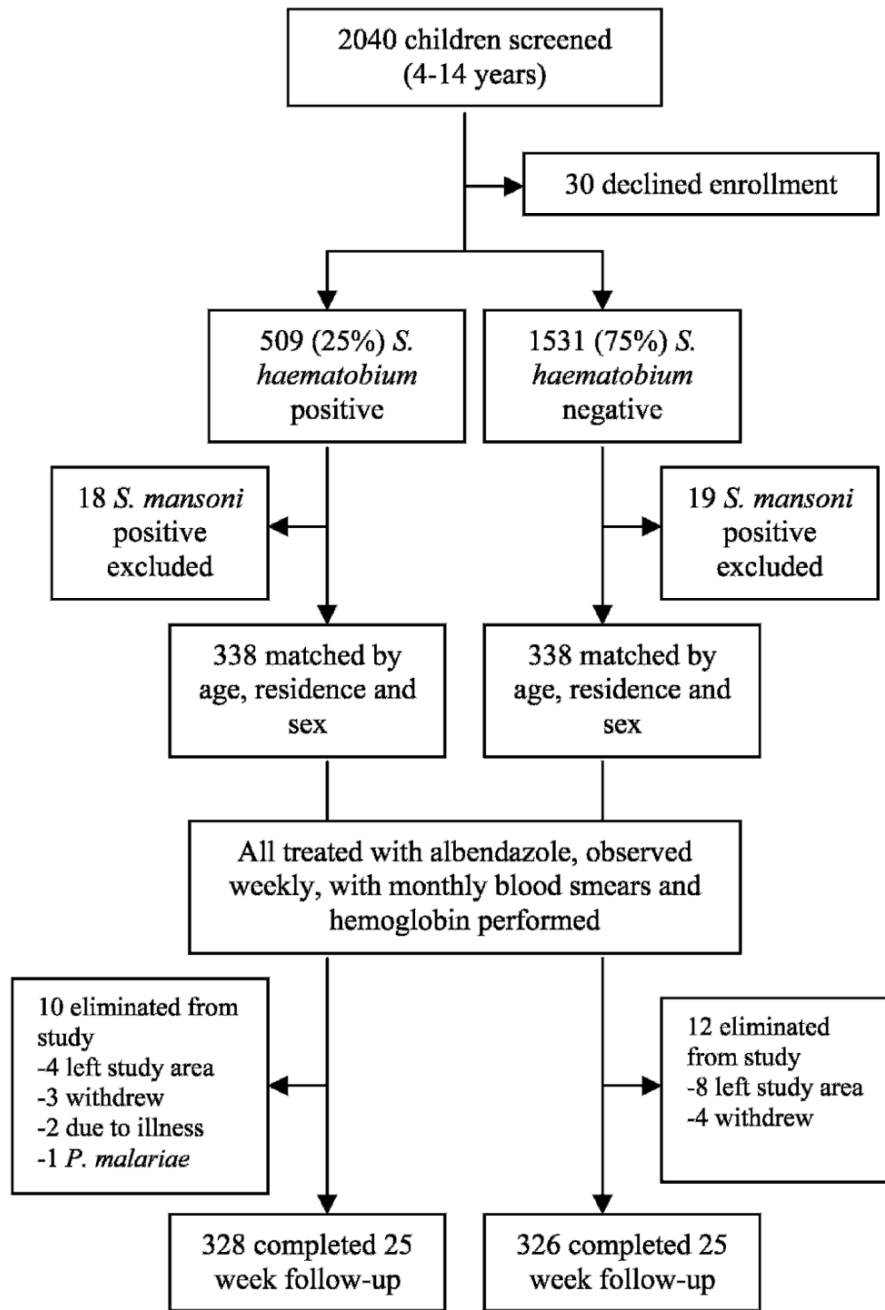 2040 children screened
(4-14 years)
30 declined enrollment
509 (25%) S.
haematobium
positive
1531 (75%) S.
haematobium
negative
18 S. mansoni
positive
excluded
19 S. mansoni
positive
excluded
338 matched by
age, residence and
sex
338 matched by
age, residence and
sex
All treated with albendazole, observed
weekly, with monthly blood smears and
hemoglobin performed
10 eliminated from
study
-4 left study area
-3 withdrew
-2 due to illness
-1 P. malariae
12 eliminated
from study
-8 left study area
-4 withdrew
328 completed 25
week follow-up
326 completed 25
week follow-up